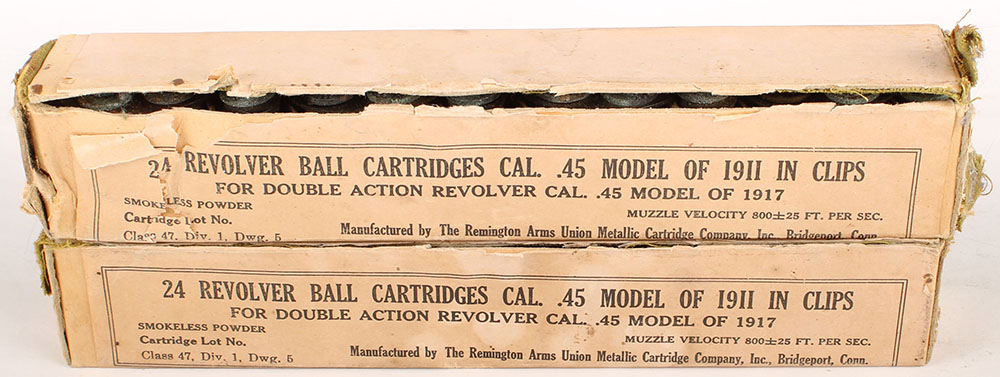 24 REVOLVER BALL CARTRIDGES CAL. .45 MODEL OF 1911 IN CLIPS
FOR DOUBLE ACTION REVOLVER CAL. .45 MODEL OF 1917
SMOKELESS POWDER
MUZZLE VELOCITY 800±25 FT. PER SEC.
Cartridge Lot No.
Manufactured by The Remington Arms Union Metallic Cartridge Company, Inc., Bridgeport, Conn.
Class 47, Div. 1, Dwg. 5
24 REVOLVER BALL CARTRIDGES CAL. .45 MODEL OF 1911 IN CLIPS
FOR DOUBLE ACTION REVOLVER CAL. .45 MODEL OF 1917
SMOKELESS POWDER
MUZZLE VELOCITY 800±25 FT. PER SEC.
Cartridge Lot No.
Manufactured by The Remington Arms Union Metallic Cartridge Company, Inc., Bridgeport, Conn.
Class 47, Div. 1, Dwg. 5